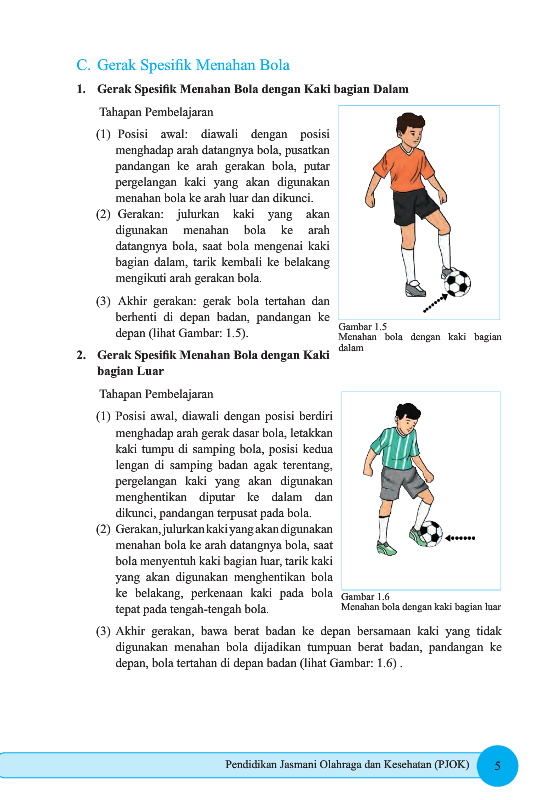 C. Gerak Spesifik Menahan Bola
1. Gerak Spesifik Menahan Bola dengan Kaki bagian Dalam
Tahapan Pembelajaran
(1) Posisi awal: diawali dengan posisi
menghadap arah datangnya bola, pusatkan
pandangan ke arah gerakan bola, putar
pergelangan kaki yang akan digunakan
menahan bola ke arah luar dan dikunci.
(2) Gerakan: julurkan kaki yang akan
digunakan menahan bola ke arah
datangnya bola, saat bola mengenai kaki
bagian dalam, tarik kembali ke belakang
mengikuti arah gerakan bola.
(3) Akhir gerakan: gerak bola tertahan dan
berhenti di depan badan, pandangan ke
depan (lihat Gambar: 1.5).
Gambar 1.5
Menahan bola dengan kaki bagian
dalam
2. Gerak Spesifik Menahan Bola dengan Kaki
bagian Luar
Tahapan Pembelajaran
(1) Posisi awal, diawali dengan posisi berdiri
menghadap arah gerak dasar bola, letakkan
kaki tumpu di samping bola, posisi kedua
lengan di samping badan agak terentang,
pergelangan kaki yang akan digunakan
menghentikan diputar ke dalam dan
dikunci, pandangan terpusat pada bola.
(2) Gerakan, julurkan kaki yang akan digunakan
menahan bola ke arah datangnya bola, saat
bola menyentuh kaki bagian luar, tarik kaki
yang akan digunakan menghentikan bola
ke belakang, perkenaan kaki pada bola
tepat pada tengah-tengah bola.
Gambar 1.6
Menahan bola dengan kaki bagian luar
(3) Akhir gerakan, bawa berat badan ke depan bersamaan kaki yang tidak
digunakan menahan bola dijadikan tumpuan berat badan, pandangan ke
depan, bola tertahan di depan badan (lihat Gambar: 1.6) .
Pendidikan Jasmani Olahraga dan Kesehatan (PJOK) 5